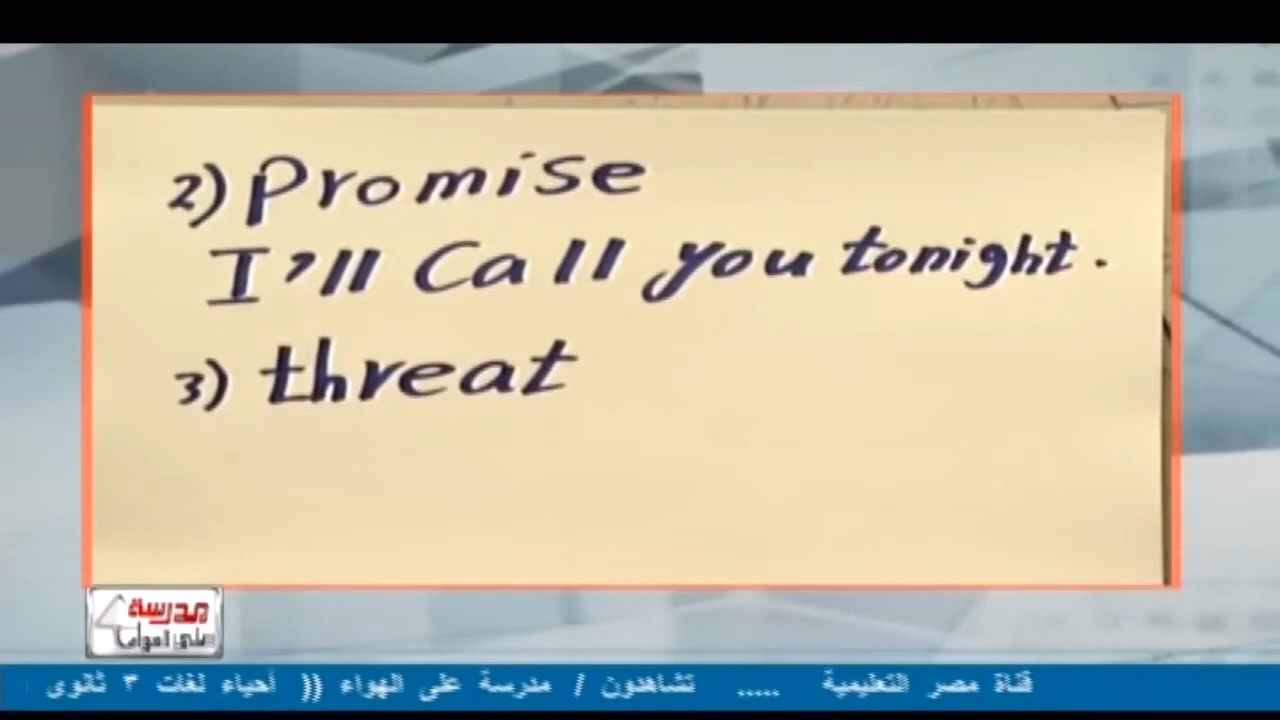 2) Promise
I'll Call you tonight.
3) threat
مدرسة
على الهواء
قناة مصر التعليمية ..... تشاهدون / مدرسة على الهواء (( أحياء لغات ٣ ثانوى